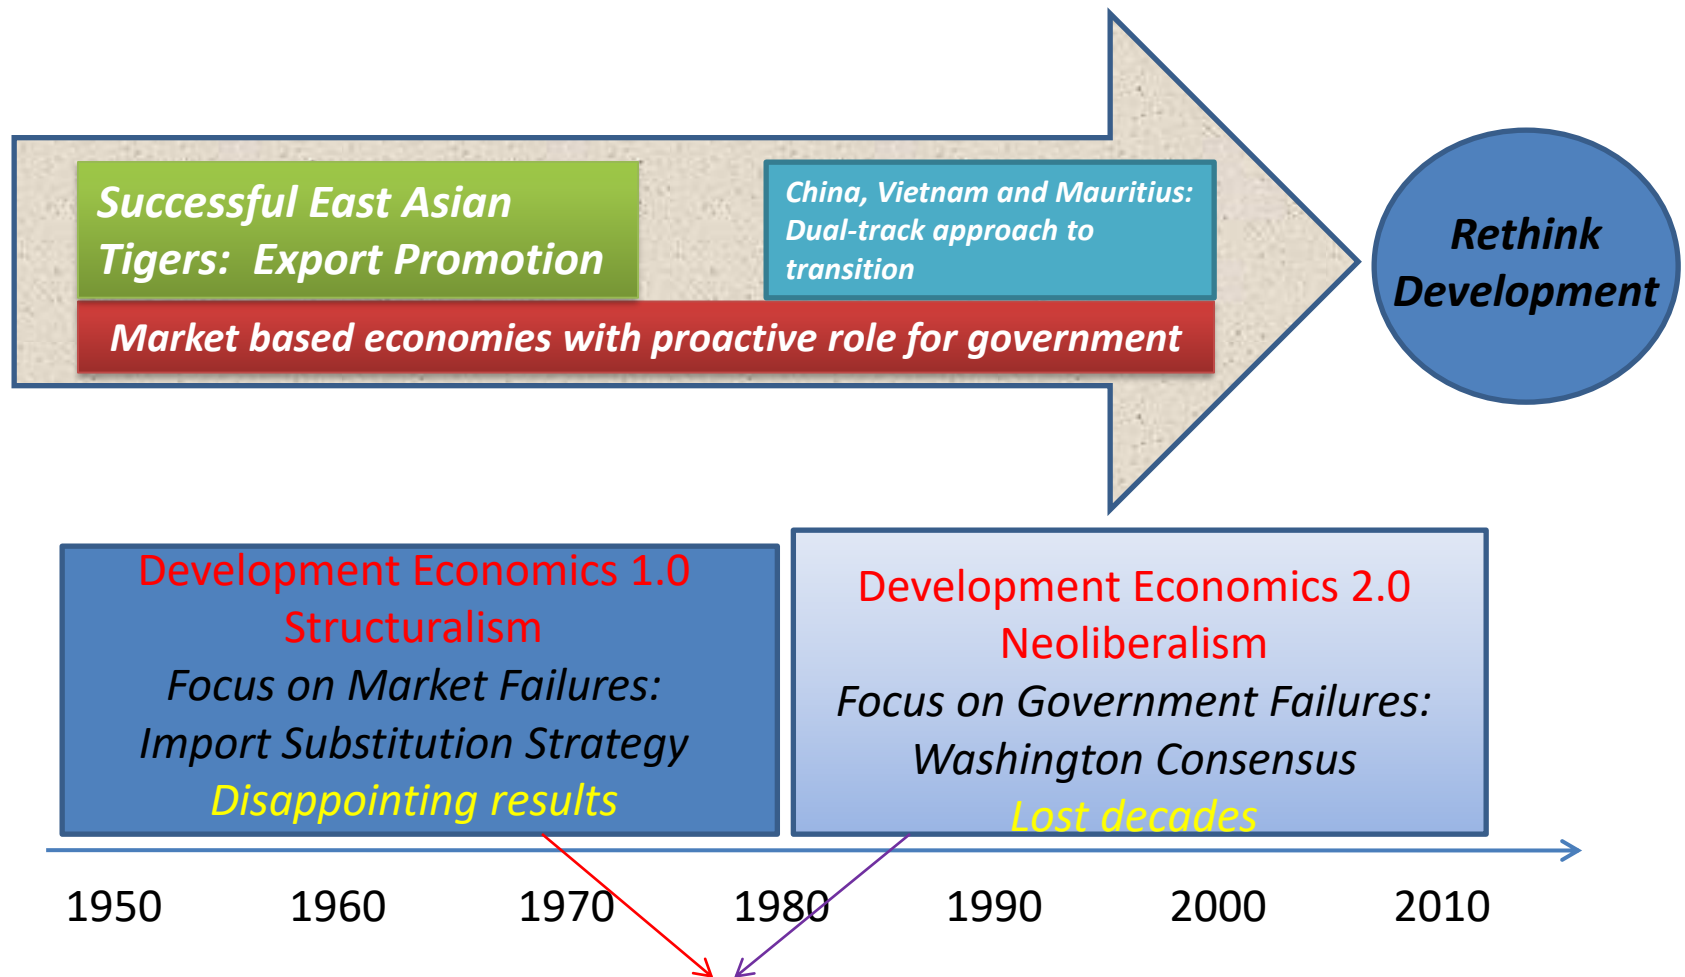 Successful East Asian
Tigers: Export Promotion
China, Vietnam and Mauritius:
Dual-track approach to
transition
Market based economies with proactive role for government
Rethink
Development
Development Economics 1.0
Structuralism
Focus on Market Failures:
Import Substitution Strategy
Disappointing results
Development Economics 2.0
Neoliberalism
Focus on Government Failures:
Washington Consensus
Lost decades
1950 1960 1970 1980 1990 2000 2010